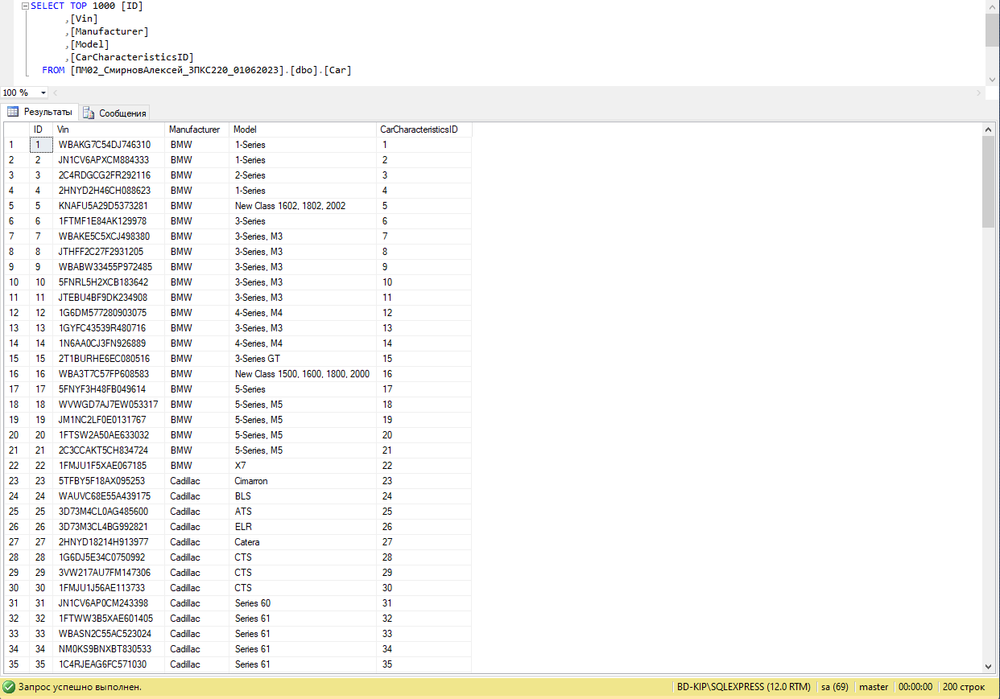 SELECT TOP 1000 [ID]
,[Vin]
,[Manufacturer]
,[Model]
,[CarCharacteristicsID]
FROM [ПМ02_СмирновАлексей_3ПКС220_01062023].[dbo].[Car]
100 %
Результаты Сообщения
ID Vin Manufacturer Model CarCharacteristicsID
1 1 WBAKG7C54DJ746310 BMW 1-Series 1
2 2 JN1CV6APXCM884333 BMW 1-Series 2
3 3 2C4RDGCG2FR292116 BMW 2-Series 3
4 4 2HNYD2H46CH088623 BMW 1-Series 4
5 5 KNAFU5A29D5373281 BMW New Class 1602, 1802, 2002 5
6 6 1FTMF1E84AK129978 BMW 3-Series 6
7 7 WBAKE5C5XCJ498380 BMW 3-Series, M3 7
8 8 JTHFF2C27F2931205 BMW 3-Series, M3 8
9 9 WBABW33455P972485 BMW 3-Series, M3 9
10 10 5FNRL5H2XCB183642 BMW 3-Series, M3 10
11 11 JTEBU4BF9DK234908 BMW 3-Series, M3 11
12 12 1G6DM577280903075 BMW 4-Series, M4 12
13 13 1GYFC43539R480716 BMW 3-Series, M3 13
14 14 1N6AA0CJ3FN926889 BMW 4-Series, M4 14
15 15 2T1BURHE6EC080516 BMW 3-Series GT 15
16 16 WBA3T7C57FP608583 BMW New Class 1500, 1600, 1800, 2000 16
17 17 5FNYF3H48FB049614 BMW 5-Series 17
18 18 WVWGD7AJ7EW053317 BMW 5-Series, M5 18
19 19 JM1NC2LF0E0131767 BMW 5-Series, M5 19
20 20 1FTSW2A50AE633032 BMW 5-Series, M5 20
21 21 2C3CCAKT5CH834724 BMW 5-Series, M5 21
22 22 1FMJU1F5XAE067185 BMW X7 22
23 23 5TFBY5F18AX095253 Cadillac Cimarron 23
24 24 WAUVC68E55A439175 Cadillac BLS 24
25 25 3D73M4CL0AG485600 Cadillac ATS 25
26 26 3D73M3CL4BG992821 Cadillac ELR 26
27 27 2HNYD18214H913977 Cadillac Catera 27
28 28 1G6DJ5E34C0750992 Cadillac CTS 28
29 29 3VW217AU7FM147306 Cadillac CTS 29
30 30 1FMJU1J56AE113733 Cadillac CTS 30
31 31 JN1CV6AP0CM243398 Cadillac Series 60 31
32 32 1FTWW3B5XAE601405 Cadillac Series 61 32
33 33 WBASN2C55AC523024 Cadillac Series 61 33
34 34 NM0KS9BNXBT830533 Cadillac Series 61 34
35 35 1C4RJEAG6FC571030 Cadillac Series 61 35
Запрос успешно выполнен. BD-KIP\SQLEXPRESS (12.0 RTM) sa (69) master 00:00:00 200 строк